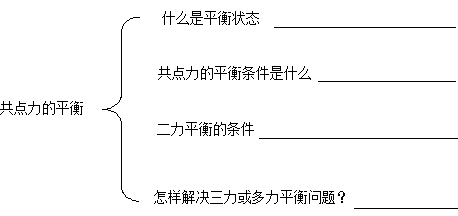 什么是平衡状态
共点力的平衡条件是什么
共点力的平衡
二力平衡的条件
怎样解决三力或多力平衡问题？